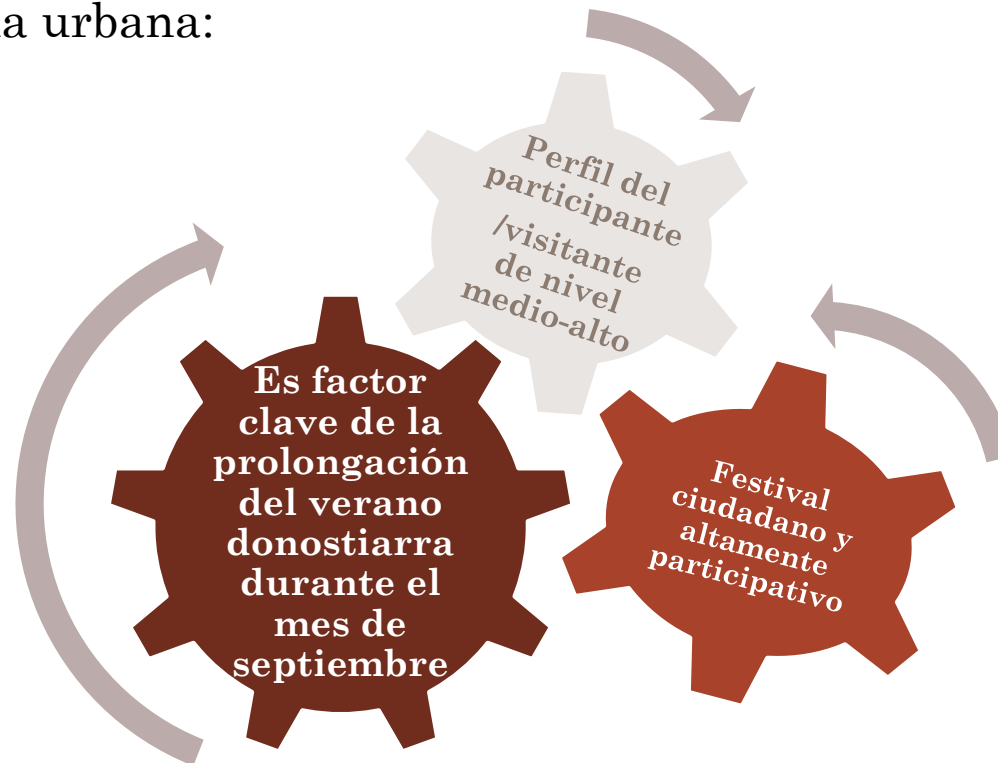 a urbana:
Perfil del
participante
/visitante
de nivel
medio-alto
Es factor
clave de la
prolongación
del verano
donostiarra
durante el
mes de
septiembre
Festival
ciudadano y
altamente
participativo